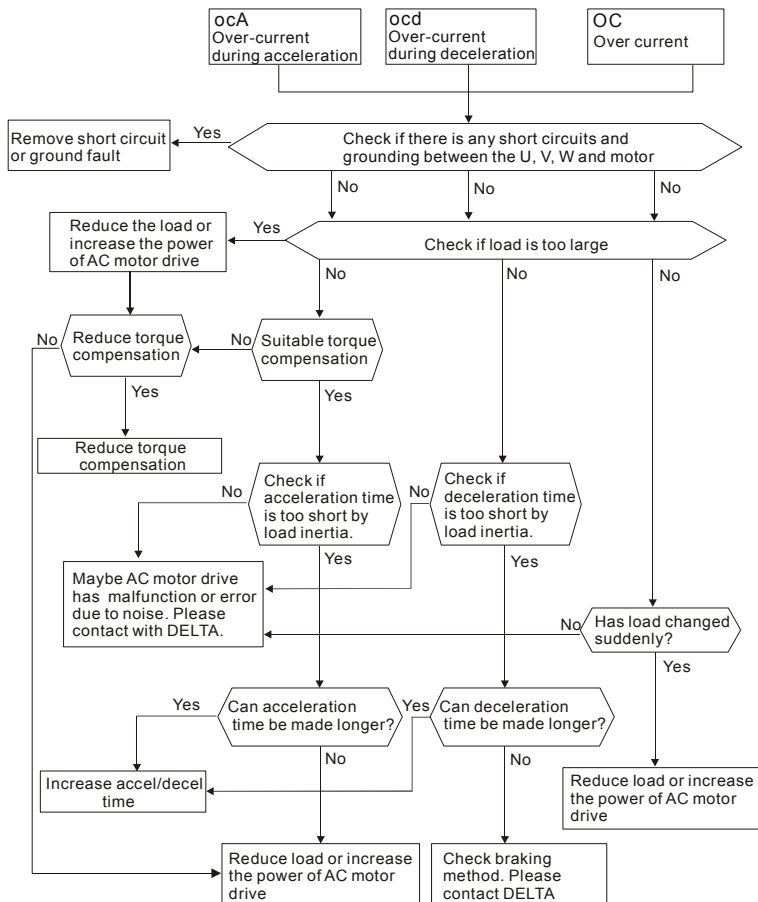 ocA
Over-current
during acceleration
ocd
Over-current
during deceleration
OC
Over current
Remove short circuit
or ground fault
Yes
Check if there is any short circuits and
grounding between the U, V, W and motor
No
No
No
Reduce the load or
increase the power
of AC motor drive
Yes
Check if load is too large
No
No
No
No
Reduce torque
compensation
No
Suitable torque
compensation
Yes
Yes
Reduce torque
compensation
No
Check if
acceleration time
is too short by
load inertia.
No
Check if
deceleration time
is too short by
load inertia.
Yes
Yes
Maybe AC motor drive
has malfunction or error
due to noise. Please
contact with DELTA.
No
Has load changed
suddenly?
Yes
Yes
Can acceleration
time be made longer?
Yes
Can deceleration
time be made longer?
No
No
Increase accel/decel
time
Reduce load or increase
the power of AC motor
drive
Reduce load or increase
the power of AC motor
drive
Check braking
method. Please
contact DELTA